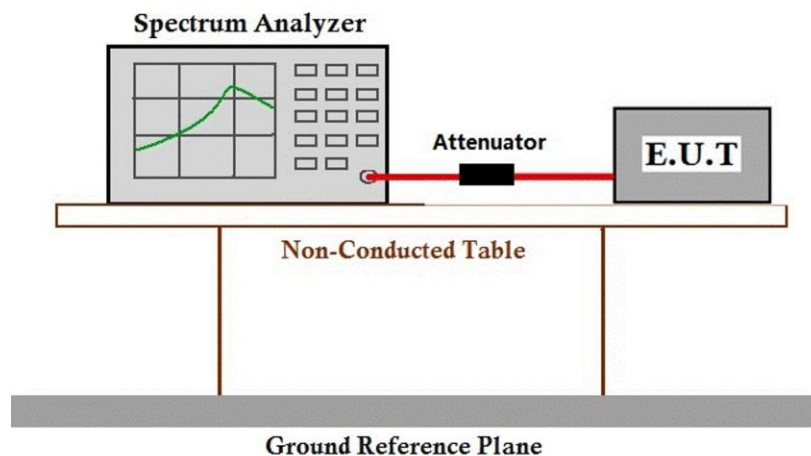 Spectrum Analyzer
Attenuator
E.U.T
Non-Conducted Table
Ground Reference Plane